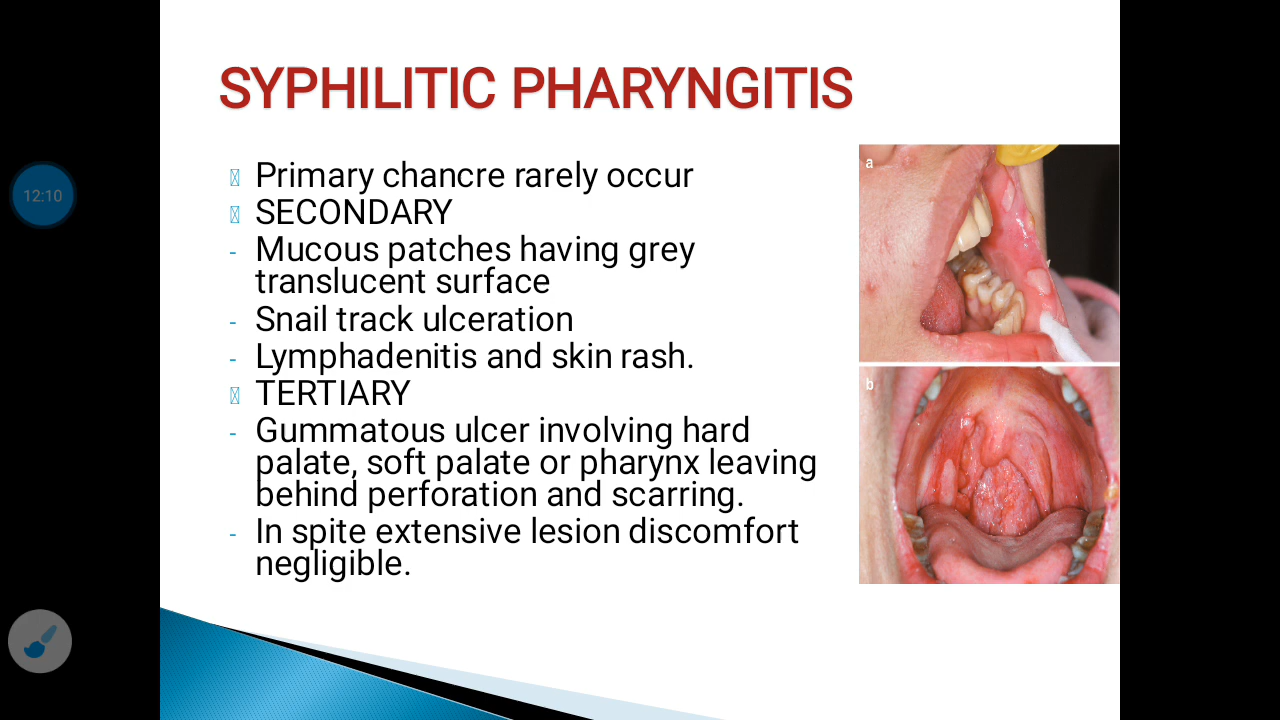 SYPHILITIC PHARYNGITIS
Primary chancre rarely occur
SECONDARY
- Mucous patches having grey
translucent surface
- Snail track ulceration
- Lymphadenitis and skin rash.
TERTIARY
- Gummatous ulcer involving hard
palate, soft palate or pharynx leaving
behind perforation and scarring.
- In spite extensive lesion discomfort
negligible.
a
b
12:10